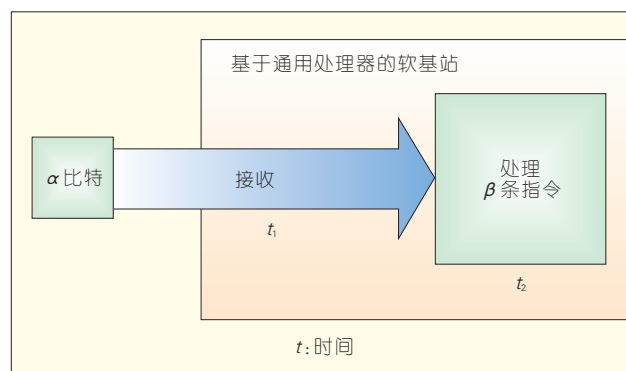 基于通用处理器的软基站
α比特
接收
处理
β条指令
t₁
t₂
t:时间